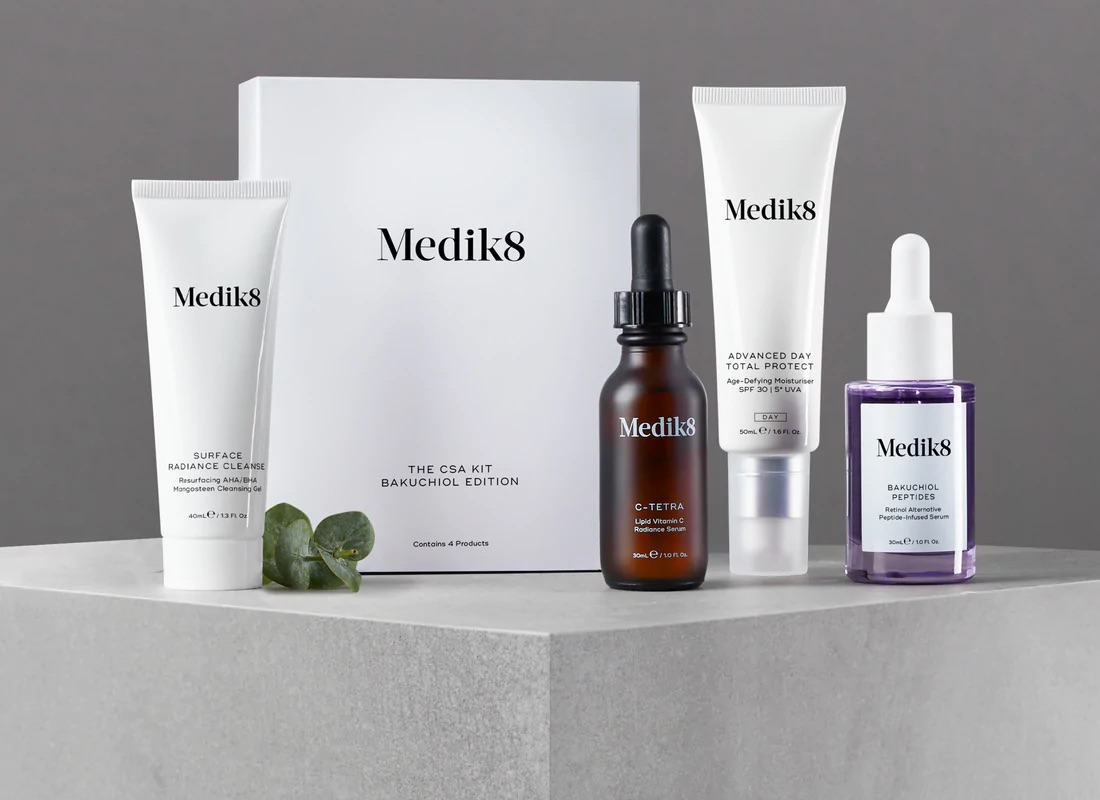 Medik8
SURFACE
RADIANCE CLEANSE
Resurfacing AHA/BHA
Mangosteen Cleansing Gel
40mL℮ / 1.3 Fl. Oz.
Medik8
THE CSA KIT
BAKUCHIOL EDITION
Contains 4 Products
Medik8
C-TETRA
Lipid Vitamin C
Radiance Serum
30mL℮ / 1.0 Fl. Oz.
Medik8
ADVANCED DAY
TOTAL PROTECT
Age-Defying Moisturiser
SPF 30 | 5* UVA
DAY
50mL℮ / 1.6 Fl. Oz.
Medik8
BAKUCHIOL
PEPTIDES
Retinol Alternative
Peptide-Infused Serum
30mL℮ / 1.0 Fl. Oz.